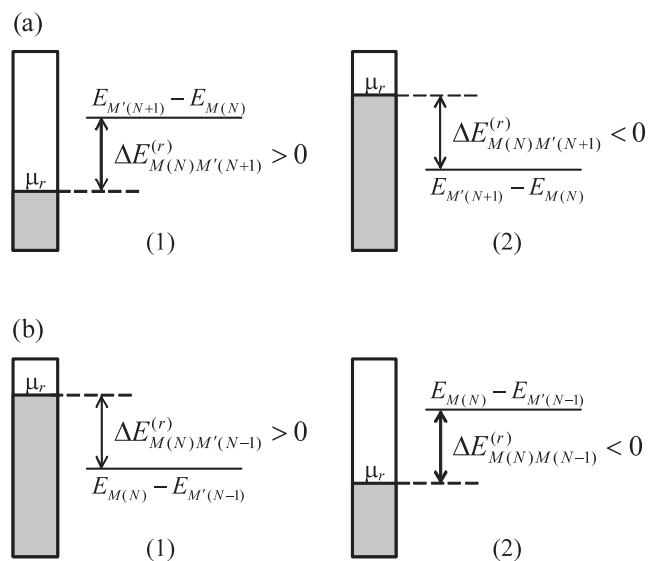 (a)
μ_r
E_{M'(N+1)} − E_{M(N)}
ΔE^{(r)}_{M(N)M'(N+1)} > 0
(1)
μ_r
ΔE^{(r)}_{M(N)M'(N+1)} < 0
E_{M'(N+1)} − E_{M(N)}
(2)
(b)
μ_r
ΔE^{(r)}_{M(N)M'(N−1)} > 0
E_{M(N)} − E_{M'(N−1)}
(1)
E_{M(N)} − E_{M'(N−1)}
ΔE^{(r)}_{M(N)M(N−1)} < 0
μ_r
(2)